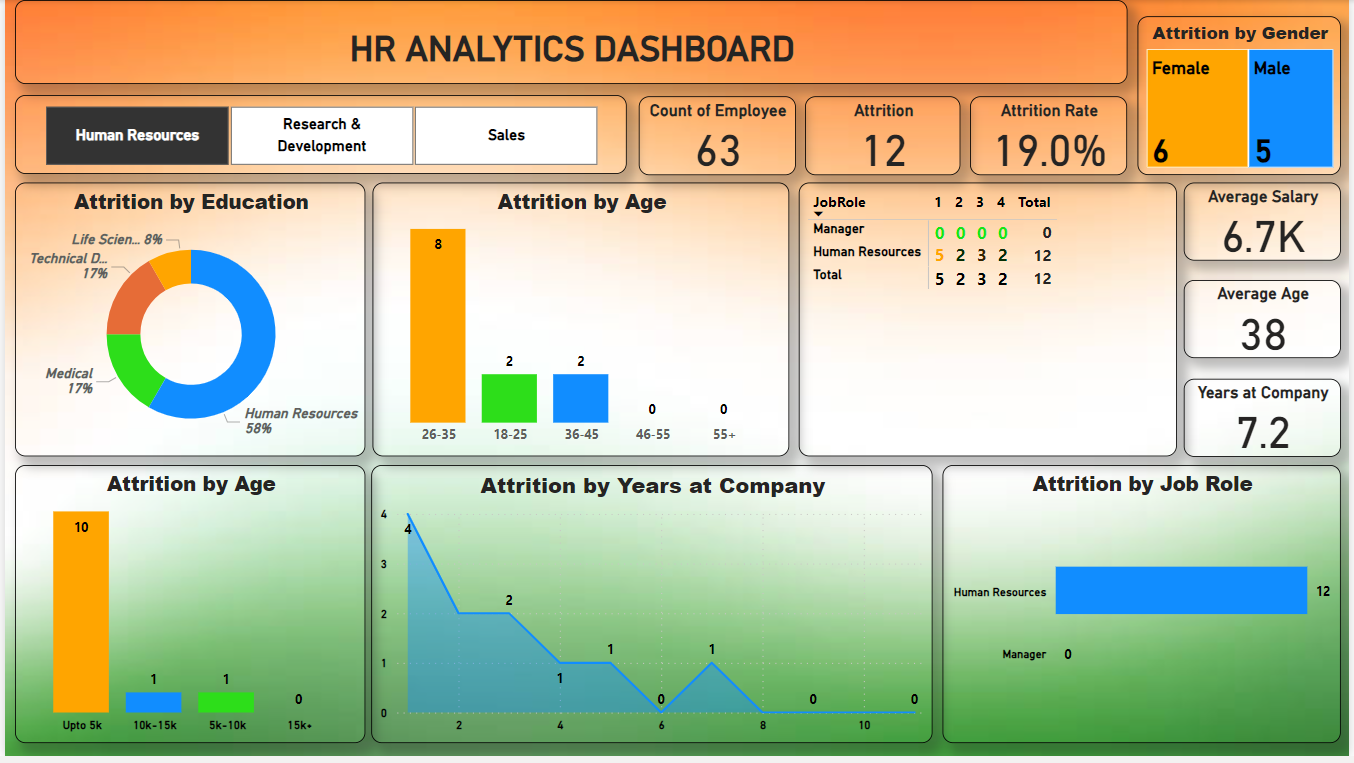 HR ANALYTICS DASHBOARD
Attrition by Gender
Female
Male
6
5
Human Resources
Research &
Development
Sales
Count of Employee
63
Attrition
12
Attrition Rate
19.0%
Attrition by Education
Life Scien... 8%
Technical D...
17%
Medical
17%
Human Resources
58%
Attrition by Age
8
2
2
0
0
26-35
18-25
36-45
46-55
55+
JobRole 1 2 3 4 Total
Manager 0 0 0 0 0
Human Resources 5 2 3 2 12
Total 5 2 3 2 12
Average Salary
6.7K
Average Age
38
Years at Company
7.2
Attrition by Age
10
1
1
0
Upto 5k
10k-15k
5k-10k
15k+
Attrition by Years at Company
4
3
2
1
0
4
2
1
1
0
1
0
0
2
4
6
8
10
Attrition by Job Role
Human Resources
12
Manager
0